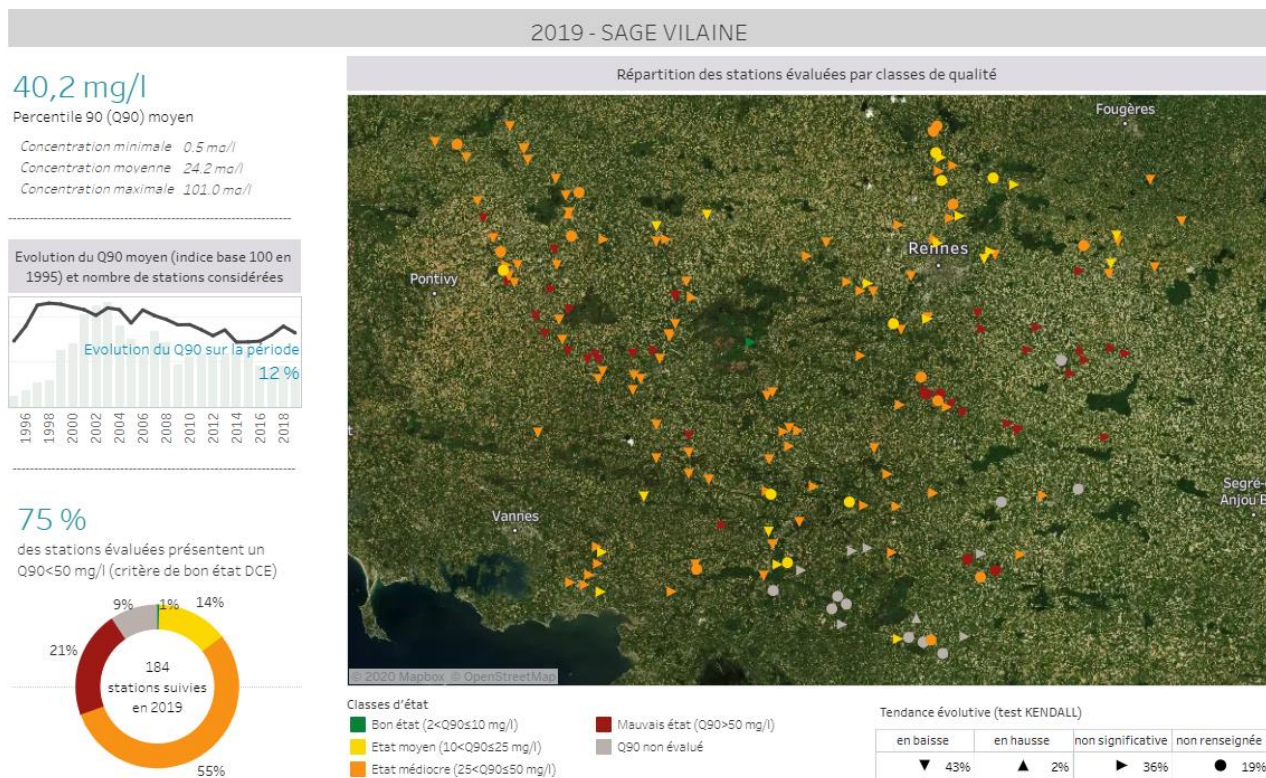 2019 - SAGE VILAINE
40,2 mg/l
Percentile 90 (Q90) moyen
Concentration minimale 0.5 mg/l
Concentration moyenne 24.2 mg/l
Concentration maximale 101.0 mg/l
Evolution du Q90 moyen (indice base 100 en
1995) et nombre de stations considérées
Evolution du Q90 sur la période
12 %
1996 1998 2000 2002 2004 2006 2008 2010 2012 2014 2016 2018
75 %
des stations évaluées présentent un
Q90<50 mg/l (critère de bon état DCE)
9% 1% 14%
21%
184
stations suivies
en 2019
55%
Répartition des stations évaluées par classes de qualité
Fougères
Rennes
Pontivy
Vannes
Segré-
Anjou B
© 2020 Mapbox © OpenStreetMap
Classes d'état
Bon état (2<Q90≤10 mg/l)
Etat moyen (10<Q90≤25 mg/l)
Etat médiocre (25<Q90≤50 mg/l)
Mauvais état (Q90>50 mg/l)
Q90 non évalué
Tendance évolutive (test KENDALL)
en baisse en hausse non significative non renseignée
▼ 43% ▲ 2% ► 36% ● 19%